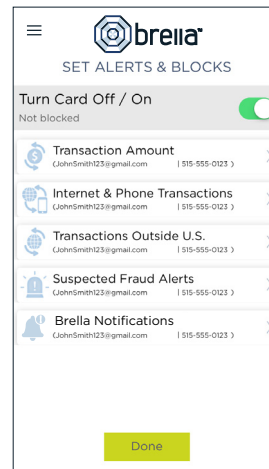 brella
SET ALERTS & BLOCKS
Turn Card Off / On
Not blocked
Transaction Amount
(JohnSmith123@gmail.com | 515-555-0123 )
Internet & Phone Transactions
(JohnSmith123@gmail.com | 515-555-0123 )
Transactions Outside U.S.
(JohnSmith123@gmail.com | 515-555-0123 )
Suspected Fraud Alerts
(JohnSmith123@gmail.com | 515-555-0123 )
Brella Notifications
(JohnSmith123@gmail.com | 515-555-0123 )
Done